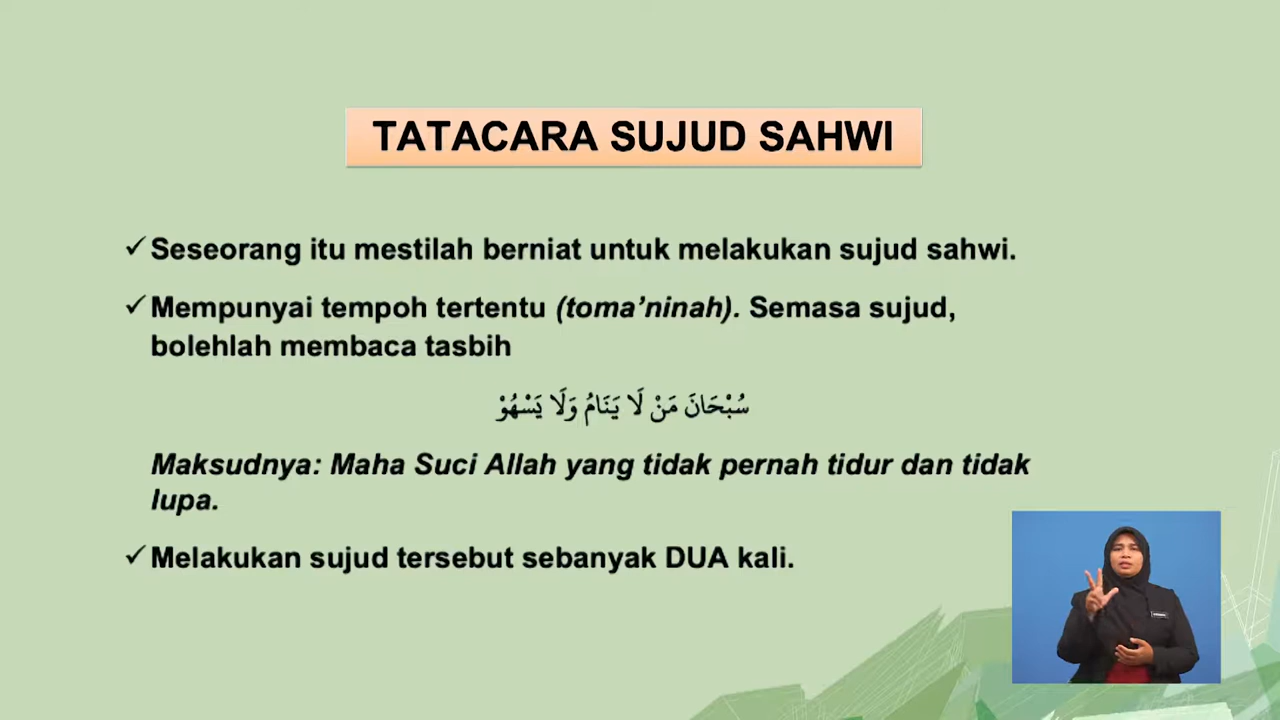 TATACARA SUJUD SAHWI
✓Seseorang itu mestilah berniat untuk melakukan sujud sahwi.
✓Mempunyai tempoh tertentu (toma’ninah). Semasa sujud,
bolehlah membaca tasbih
سُبْحَانَ مَنْ لَا يَنَامُ وَلَا يَسْهُوْ
Maksudnya: Maha Suci Allah yang tidak pernah tidur dan tidak
lupa.
✓Melakukan sujud tersebut sebanyak DUA kali.